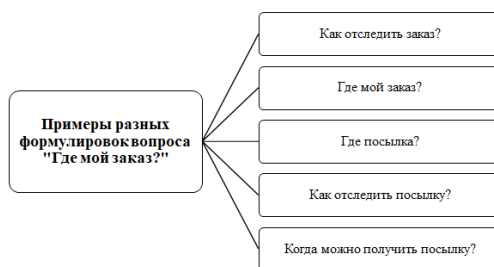 Примеры разных
формулировок вопроса
"Где мой заказ?"
Как отследить заказ?
Где мой заказ?
Где посылка?
Как отследить посылку?
Когда можно получить посылку?